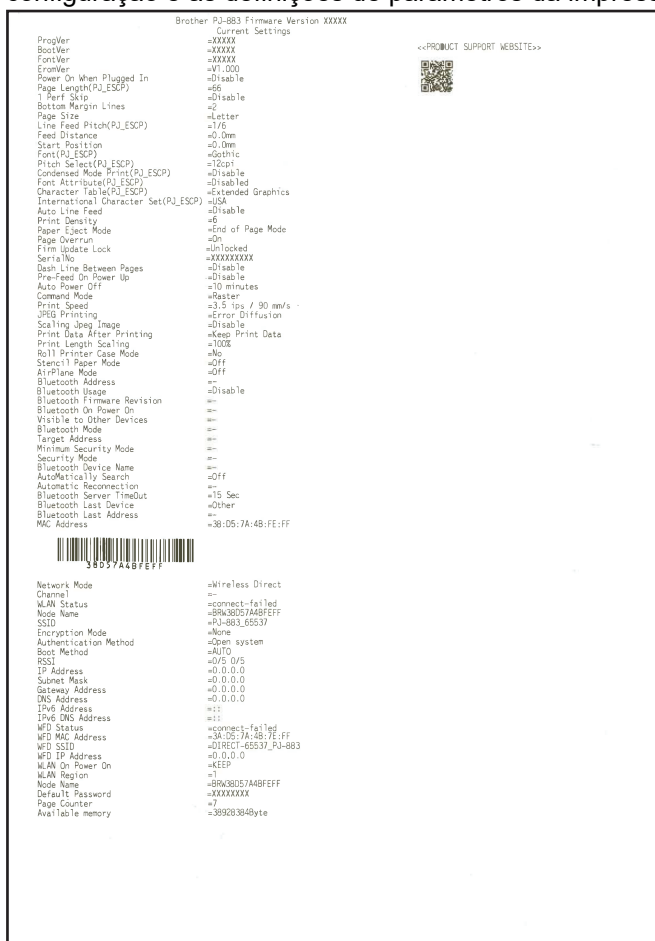 configuração e as definições de parâmetros da impres
Brother PJ-883 Firmware Version XXXXX
Current Settings
<<PRODUCT SUPPORT WEBSITE>>
ProgVer =XXXXX
BootVer =XXXXX
FontVer =XXXXX
EromVer =V1.000
Power On When Plugged In =Disable
Page Length(PJ_ESCP) =66
1 Perf Skip =Disable
Bottom Margin Lines =2
Page Size =Letter
Line Feed Pitch(PJ_ESCP) =1/6
Feed Distance =0.0mm
Start Position =0.0mm
Font(PJ_ESCP) =Gothic
Pitch Select(PJ_ESCP) =12cpi
Condensed Mode Print(PJ_ESCP) =Disable
Font Attribute(PJ_ESCP) =Disabled
Character Table(PJ_ESCP) =Extended Graphics
International Character Set(PJ_ESCP) =USA
Auto Line Feed =Disable
Print Density =6
Paper Eject Mode =End of Page Mode
Page Overrun =On
Firm Update Lock =Unlocked
SerialNo =XXXXXXXXX
Dash Line Between Pages =Disable
Pre-Feed On Power Up =Disable
Auto Power Off =10 minutes
Command Mode =Raster
Print Speed =3.5 ips / 90 mm/s
JPEG Printing =Error Diffusion
Scaling Jpeg Image =Disable
Print Data After Printing =Keep Print Data
Print Length Scaling =100%
Roll Printer Case Mode =No
Stencil Paper Mode =Off
AirPlane Mode =Off
Bluetooth Address =-
Bluetooth Usage =Disable
Bluetooth Firmware Revision =-
Bluetooth On Power On =-
Visible to Other Devices =-
Bluetooth Mode =-
Target Address =-
Minimum Security Mode =-
Security Mode =-
Bluetooth Device Name =-
AutoMatically Search =Off
Automatic Reconnection =-
Bluetooth Server TimeOut =15 Sec
Bluetooth Last Device =Other
Bluetooth Last Address =-
MAC Address =38:D5:7A:4B:FE:FF
38D57A4BFEFF
Network Mode =Wireless Direct
Channel =-
WLAN Status =connect-failed
Node Name =BRW38D57A4BFEFF
SSID =PJ-883_65537
Encryption Mode =None
Authentication Method =Open system
Boot Method =AUTO
RSSI =0/5 0/5
IP Address =0.0.0.0
Subnet Mask =0.0.0.0
Gateway Address =0.0.0.0
DNS Address =0.0.0.0
IPv6 Address =::
IPv6 DNS Address =::
WFD Status =connect-failed
WFD MAC Address =3A:D5:7A:4B:7E:FF
WFD SSID =DIRECT-65537_PJ-883
WFD IP Address =0.0.0.0
WLAN On Power On =KEEP
WLAN Region =1
Node Name =BRW38D57A4BFEFF
Default Password =XXXXXXXX
Page Counter =7
Available memory =38928384Byte